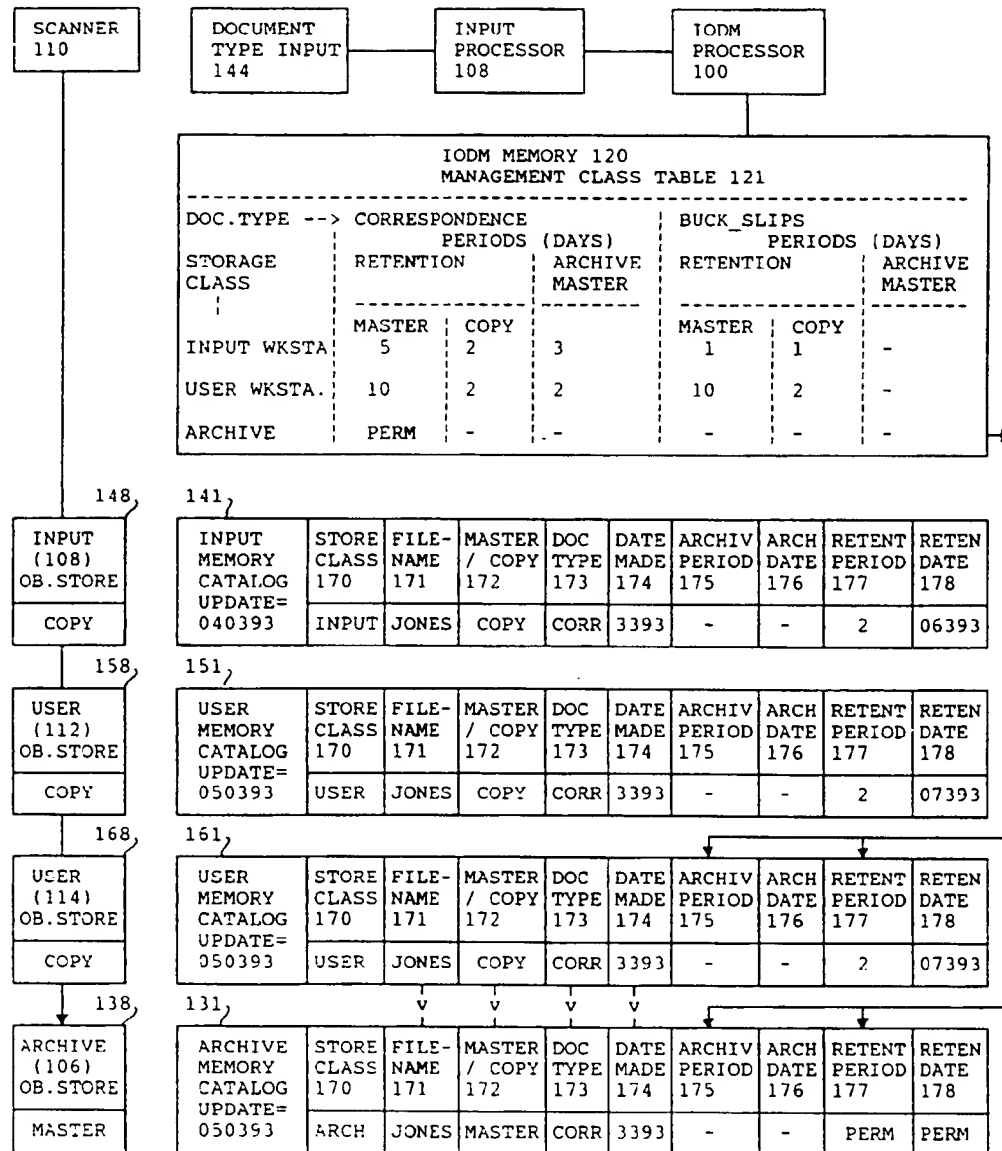 SCANNER
110
DOCUMENT
TYPE INPUT
144
INPUT
PROCESSOR
108
IODM
PROCESSOR
100
IODM MEMORY 120
MANAGEMENT CLASS TABLE 121
DOC.TYPE --> CORRESPONDENCE BUCK_SLIPS
PERIODS (DAYS) PERIODS (DAYS)
STORAGE RETENTION ARCHIVE RETENTION ARCHIVE
CLASS MASTER MASTER
MASTER COPY MASTER COPY
INPUT WKSTA 5 2 3 1 1 -
USER WKSTA. 10 2 2 10 2 -
ARCHIVE PERM - - - - -
148 141
INPUT
(108)
OB.STORE
COPY
INPUT STORE FILE- MASTER DOC DATE ARCHIV ARCH RETENT RETEN
MEMORY CLASS NAME / COPY TYPE MADE PERIOD DATE PERIOD DATE
CATALOG 170 171 172 173 174 175 176 177 178
UPDATE=
040393 INPUT JONES COPY CORR 3393 - - 2 06393
158 151
USER
(112)
OB.STORE
COPY
USER STORE FILE- MASTER DOC DATE ARCHIV ARCH RETENT RETEN
MEMORY CLASS NAME / COPY TYPE MADE PERIOD DATE PERIOD DATE
CATALOG 170 171 172 173 174 175 176 177 178
UPDATE=
050393 USER JONES COPY CORR 3393 - - 2 07393
168 161
USER
(114)
OB.STORE
COPY
USER STORE FILE- MASTER DOC DATE ARCHIV ARCH RETENT RETEN
MEMORY CLASS NAME / COPY TYPE MADE PERIOD DATE PERIOD DATE
CATALOG 170 171 172 173 174 175 176 177 178
UPDATE=
050393 USER JONES COPY CORR 3393 - - 2 07393
138 131
ARCHIVE
(106)
OB.STORE
MASTER
ARCHIVE STORE FILE- MASTER DOC DATE ARCHIV ARCH RETENT RETEN
MEMORY CLASS NAME / COPY TYPE MADE PERIOD DATE PERIOD DATE
CATALOG 170 171 172 173 174 175 176 177 178
UPDATE=
050393 ARCH JONES MASTER CORR 3393 - - PERM PERM